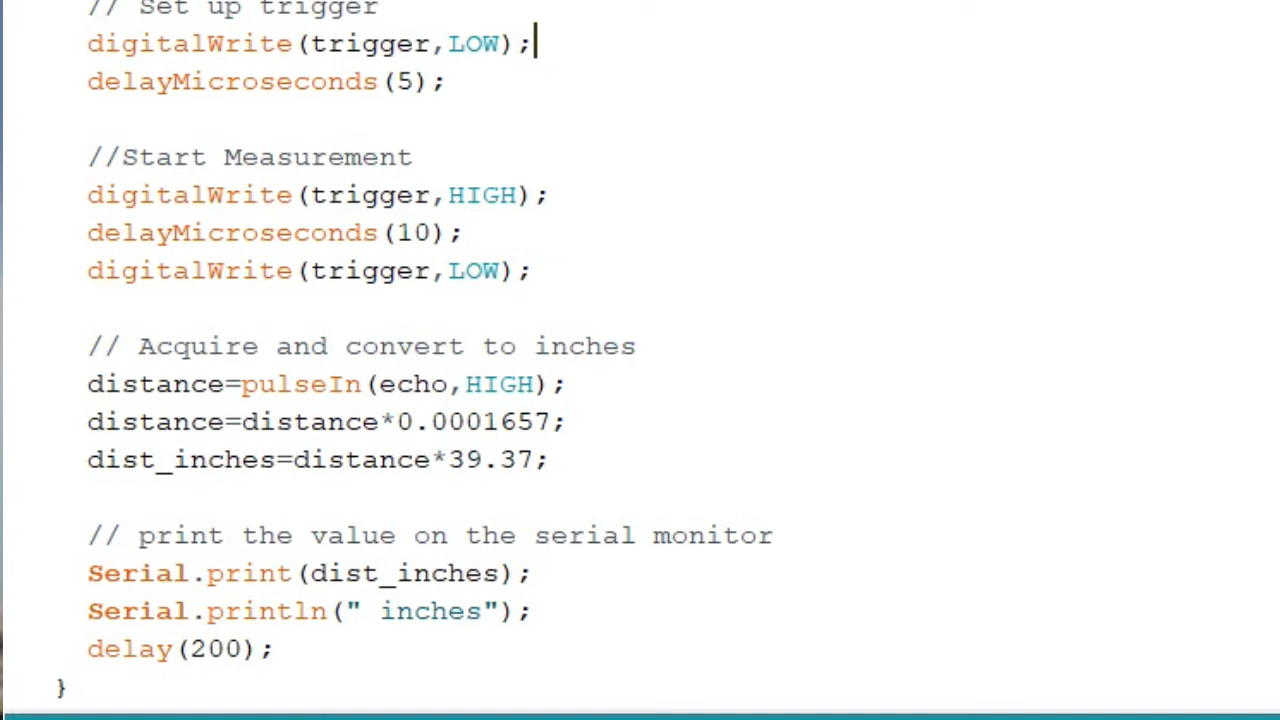 // Set up trigger
digitalWrite(trigger,LOW);
delayMicroseconds(5);
//Start Measurement
digitalWrite(trigger,HIGH);
delayMicroseconds(10);
digitalWrite(trigger,LOW);
// Acquire and convert to inches
distance=pulseIn(echo,HIGH);
distance=distance*0.0001657;
dist_inches=distance*39.37;
// print the value on the serial monitor
Serial.print(dist_inches);
Serial.println(" inches");
delay(200);
}